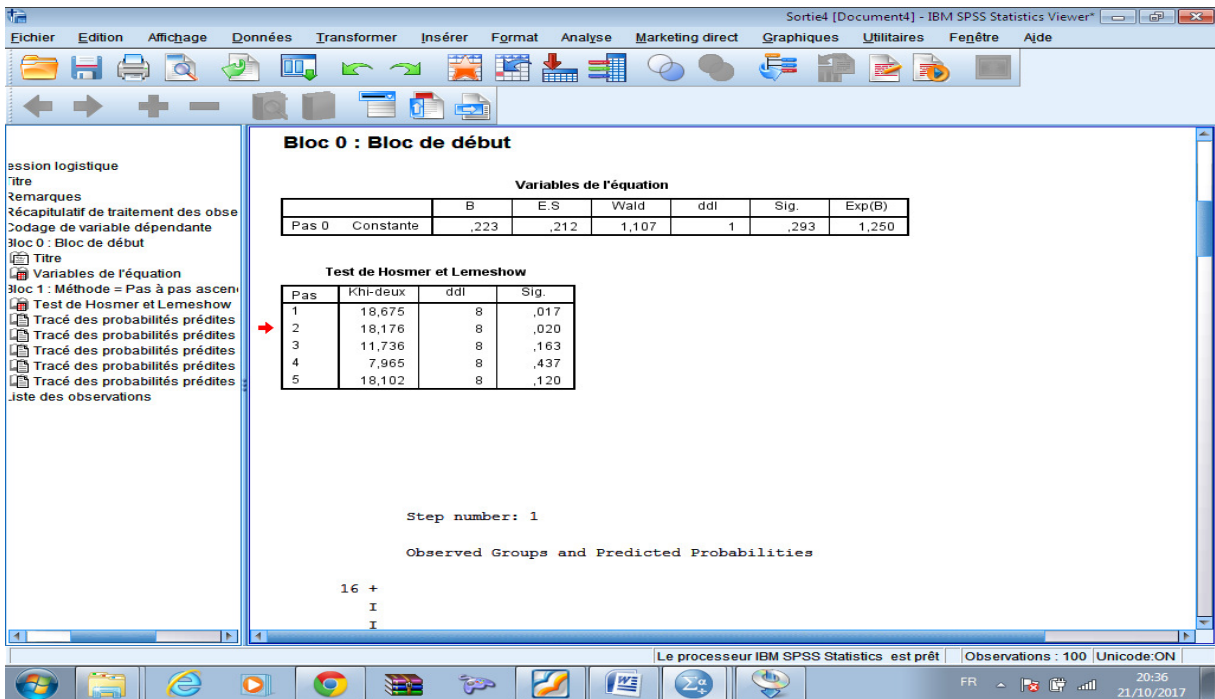 Sortie4 [Document4] - IBM SPSS Statistics Viewer*
Fichier Edition Affichage Données Transformer Insérer Format Analyse Marketing direct Graphiques Utilitaires Fenêtre Aide
ession logistique
Titre
Remarques
Récapitulatif de traitement des obse
Codage de variable dépendante
Bloc 0 : Bloc de début
Titre
Variables de l'équation
Bloc 1 : Méthode = Pas à pas ascen
Test de Hosmer et Lemeshow
Tracé des probabilités prédites
Tracé des probabilités prédites
Tracé des probabilités prédites
Tracé des probabilités prédites
Tracé des probabilités prédites
Liste des observations
Bloc 0 : Bloc de début
Variables de l'équation
B E.S Wald ddl Sig. Exp(B)
Pas 0 Constante ,223 ,212 1,107 1 ,293 1,250
Test de Hosmer et Lemeshow
Pas Khi-deux ddl Sig.
1 18,675 8 ,017
2 18,176 8 ,020
3 11,736 8 ,163
4 7,965 8 ,437
5 18,102 8 ,120
Step number: 1
Observed Groups and Predicted Probabilities
16 +
I
I
Le processeur IBM SPSS Statistics est prêt Observations : 100 Unicode:ON
FR 20:36
21/10/2017